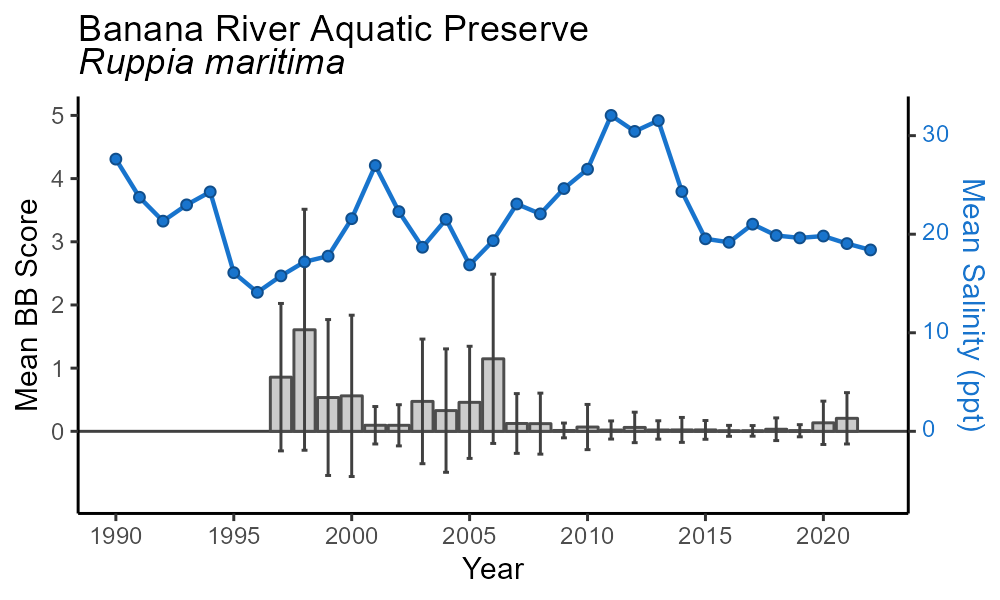 Banana River Aquatic Preserve
Ruppia maritima
Mean BB Score
5
4
3
2
1
0
30
20
10
0
Mean Salinity (ppt)
1990 1995 2000 2005 2010 2015 2020
Year